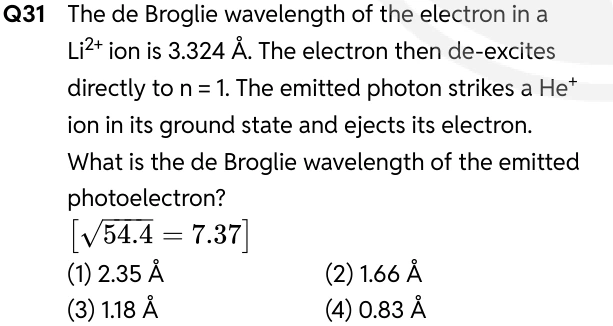 Q31 The de Broglie wavelength of the electron in a
Li²⁺ ion is 3.324 Å. The electron then de-excites
directly to n = 1. The emitted photon strikes a He⁺
ion in its ground state and ejects its electron.
What is the de Broglie wavelength of the emitted
photoelectron?
[√54.4 = 7.37]
(1) 2.35 Å (2) 1.66 Å
(3) 1.18 Å (4) 0.83 Å